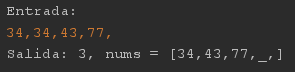 Entrada:
34,34,43,77,
Salida: 3, nums = [34,43,77,_,]